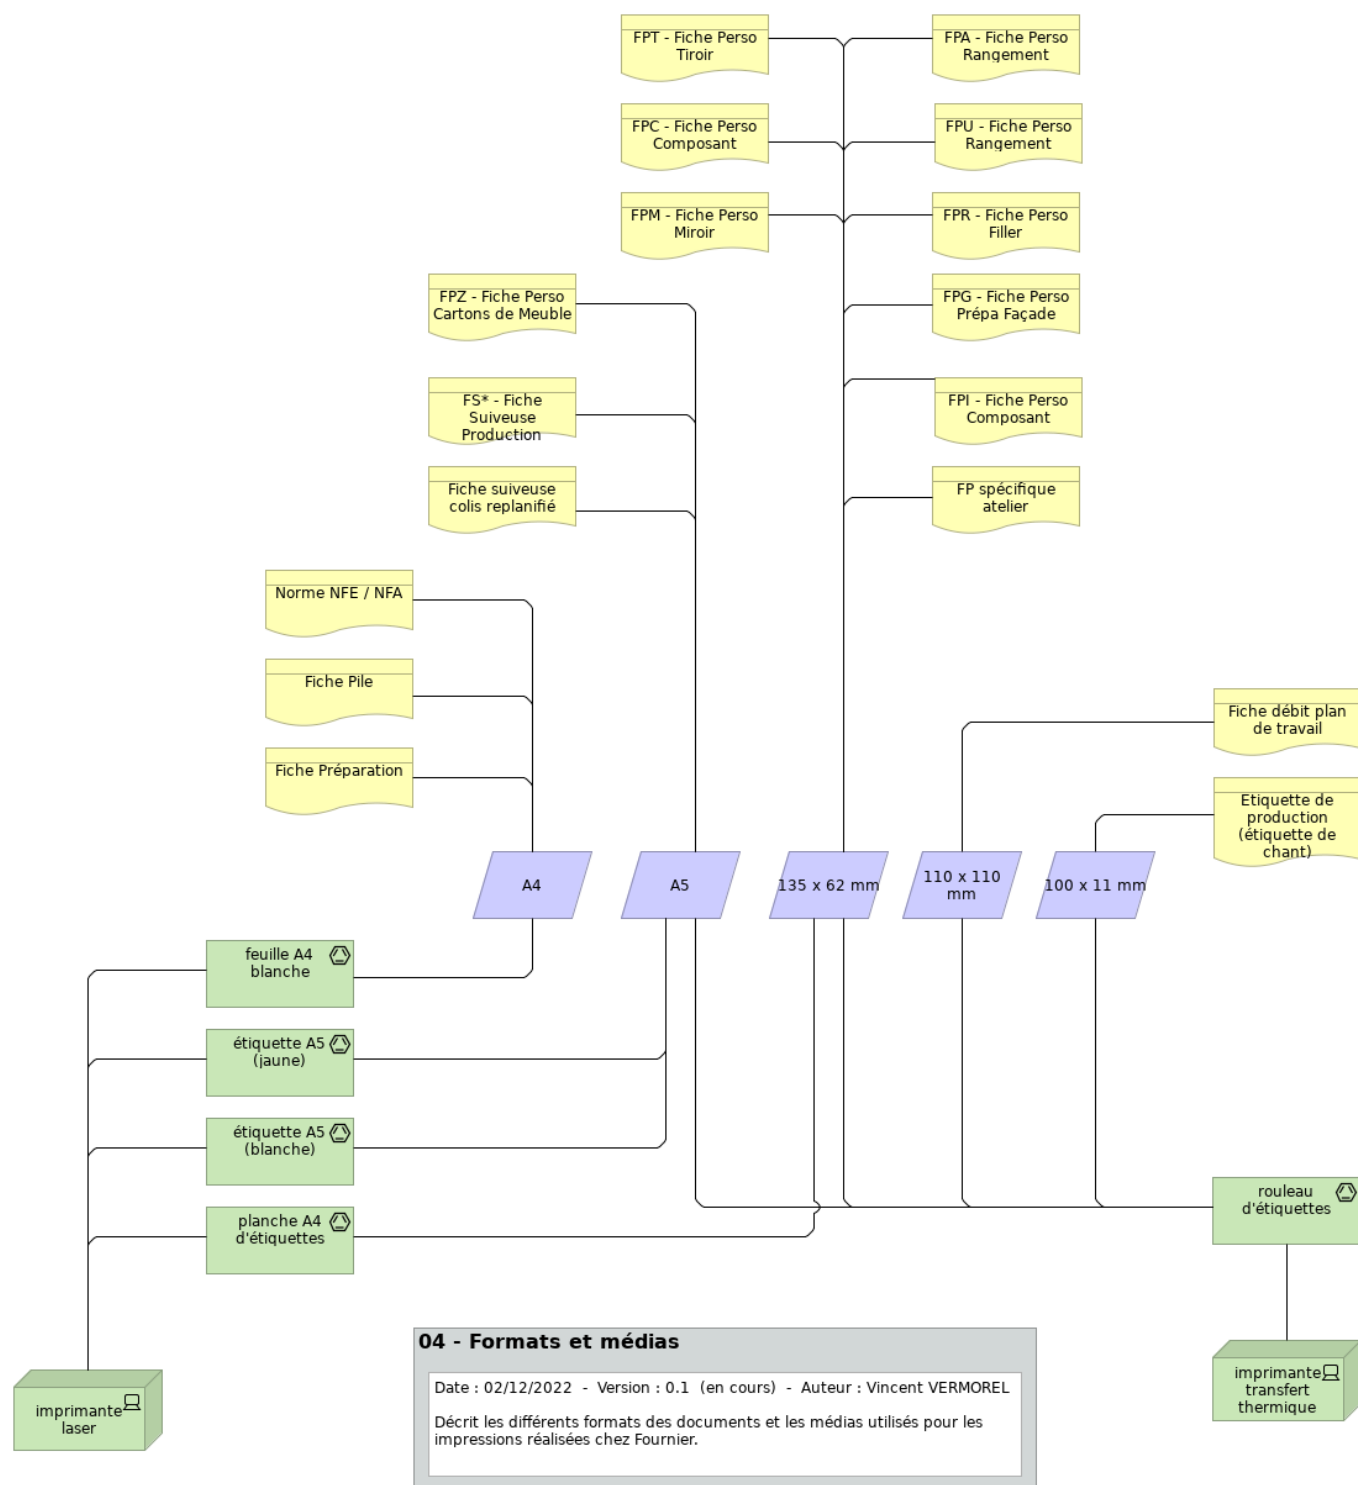 FPT - Fiche Perso
Tiroir
FPA - Fiche Perso
Rangement
FPC - Fiche Perso
Composant
FPU - Fiche Perso
Rangement
FPM - Fiche Perso
Miroir
FPR - Fiche Perso
Filler
FPZ - Fiche Perso
Cartons de Meuble
FPG - Fiche Perso
Prépa Façade
FS* - Fiche
Suiveuse
Production
FPI - Fiche Perso
Composant
Fiche suiveuse
colis replanifié
FP spécifique
atelier
Norme NFE / NFA
Fiche Pile
Fiche débit plan
de travail
Fiche Préparation
Etiquette de
production
(étiquette de
chant)
A4
A5
135 x 62 mm
110 x 110
mm
100 x 11 mm
feuille A4
blanche
étiquette A5
(jaune)
étiquette A5
(blanche)
planche A4
d'étiquettes
rouleau
d'étiquettes
imprimante
laser
imprimante
transfert
thermique
04 - Formats et médias
Date : 02/12/2022  -  Version : 0.1  (en cours)  -  Auteur : Vincent VERMOREL
Décrit les différents formats des documents et les médias utilisés pour les
impressions réalisées chez Fournier.